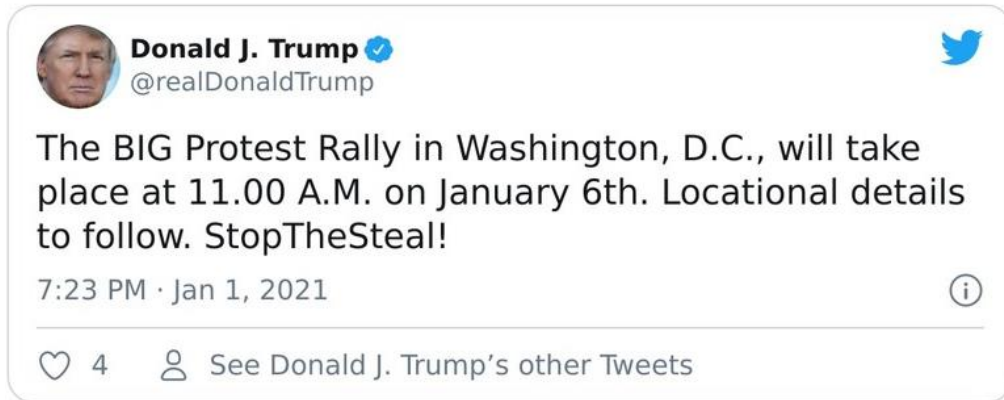 Donald J. Trump
@realDonaldTrump
The BIG Protest Rally in Washington, D.C., will take
place at 11.00 A.M. on January 6th. Locational details
to follow. StopTheSteal!
7:23 PM · Jan 1, 2021
4 See Donald J. Trump’s other Tweets